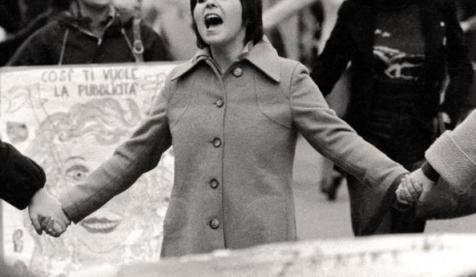 COSÌ TI VUOLE
LA PUBBLICITÀ